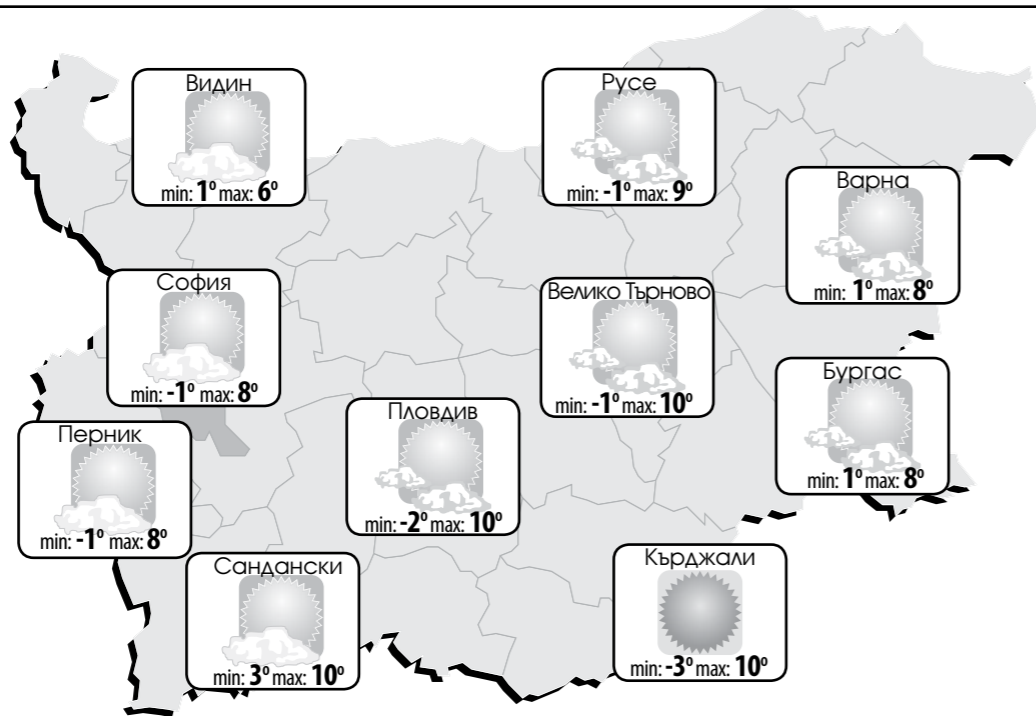 Видин
min: 1° max: 6°
Русе
min: -1° max: 9°
Варна
min: 1° max: 8°
София
min: -1° max: 8°
Велико Търново
min: -1° max: 10°
Бургас
min: 1° max: 8°
Пловдив
min: -2° max: 10°
Перник
min: -1° max: 8°
Сандански
min: 3° max: 10°
Кърджали
min: -3° max: 10°